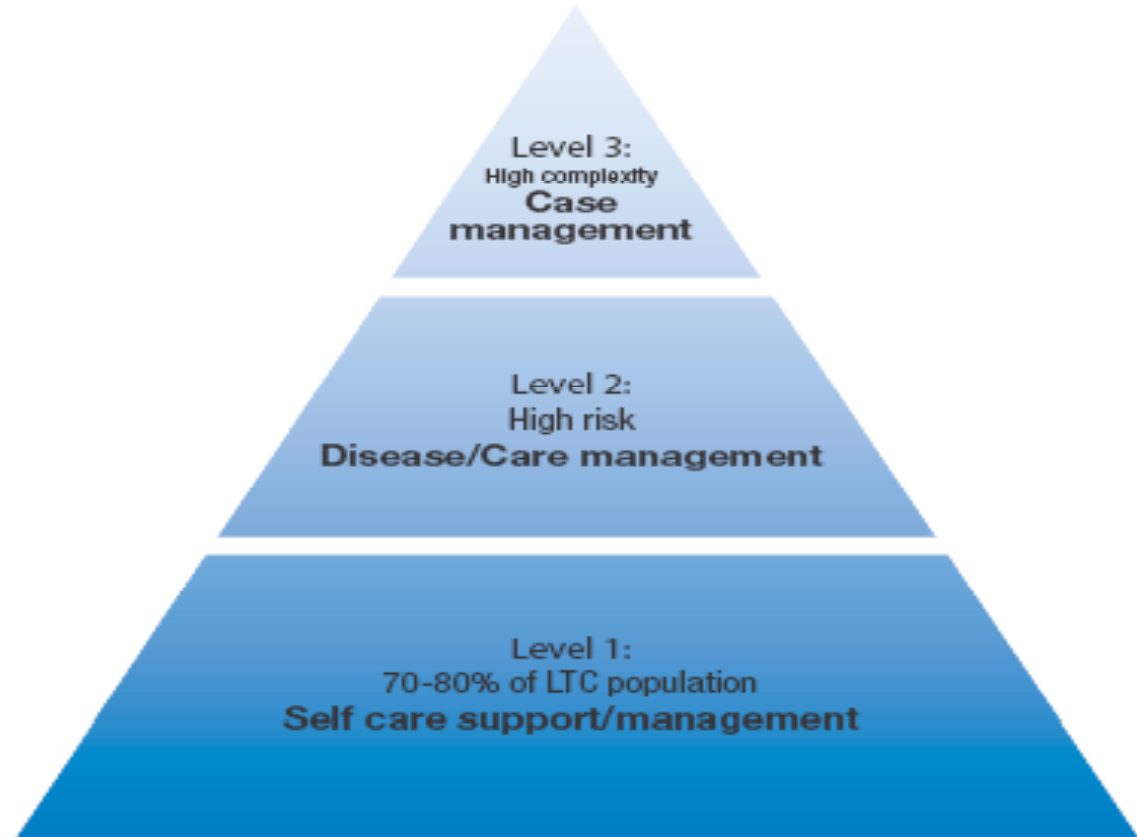 Level 3:
High complexity
Case
management
Level 2:
High risk
Disease/Care management
Level 1:
70-80% of LTC population
Self care support/management